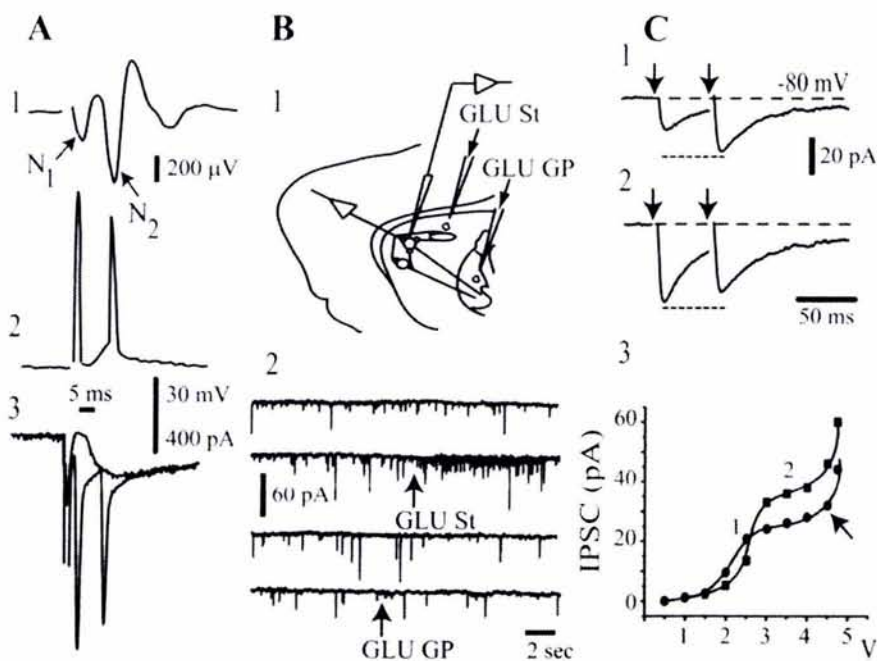 A
1
N1
N2
200 µV
2
5 ms
30 mV
400 pA
3
B
1
GLU St
GLU GP
2
60 pA
GLU St
GLU GP
2 sec
C
1
-80 mV
20 pA
2
50 ms
3
IPSC (pA)
60
40
20
0
1
2
1 2 3 4 5 V